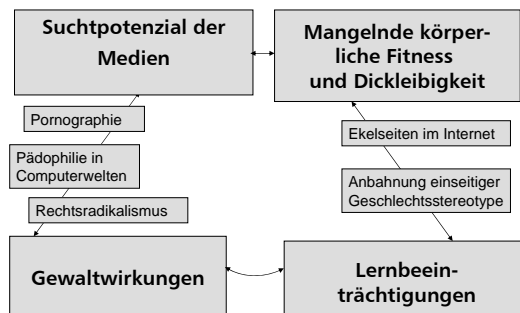 Suchtpotenzial der
Medien
Mangelnde körper-
liche Fitness
und Dickleibigkeit
Pornographie
Pädophilie in
Computerwelten
Rechtsradikalismus
Ekelseiten im Internet
Anbahnung einseitiger
Geschlechtsstereotype
Gewaltwirkungen
Lernbeein-
trächtigungen